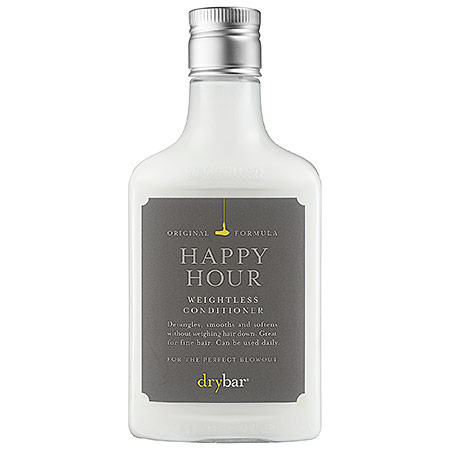 ORIGINAL FORMULA
HAPPY
HOUR
WEIGHTLESS
CONDITIONER
Detangles, smooths and softens
without weighing hair down. Great
for fine hair. Can be used daily.
FOR THE PERFECT BLOWOUT
drybar®